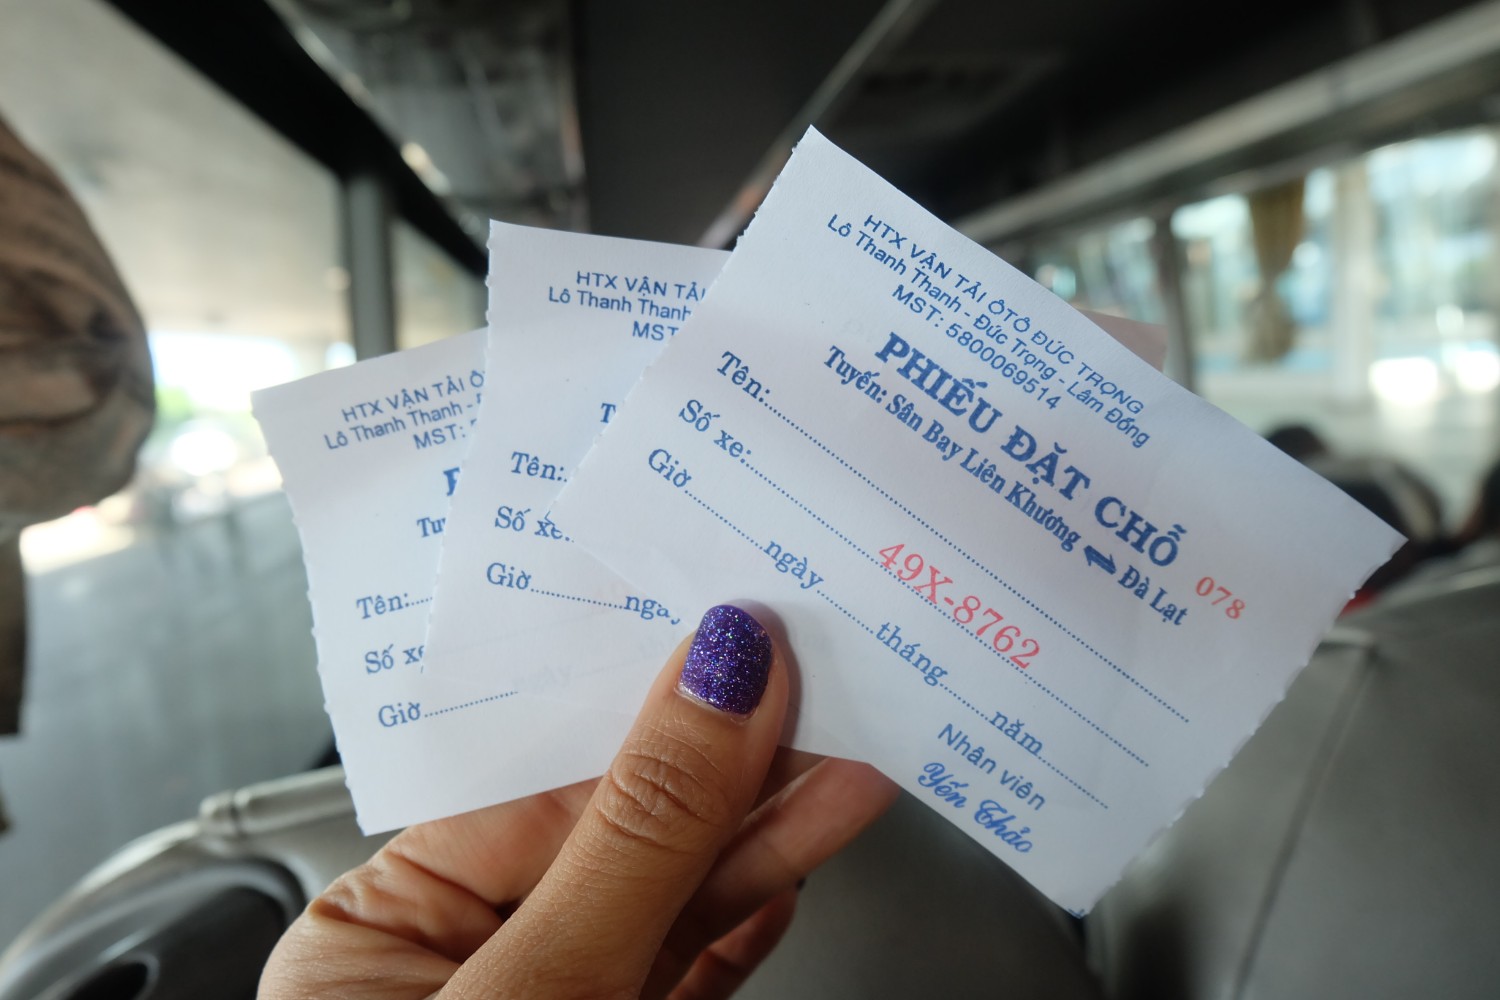 HTX VẬN TẢI ÔTÔ ĐỨC TRỌNG
Lô Thanh Thanh - Đức Trọng - Lâm Đồng
MST: 5800069514
PHIẾU ĐẶT CHỖ
Tuyến: Sân Bay Liên Khương ⇌ Đà Lạt
078
Tên:
Số xe: 49X-8762
Giờ ngày tháng năm
Nhân viên
Yến Thảo
HTX VẬN TẢI
Lô Thanh Thanh
MST
T
Tên:
Số xe:
Giờ ngày
HTX VẬN TẢI Ô
Lô Thanh Thanh -
MST:
P
Tu
Tên:
Số xe
Giờ